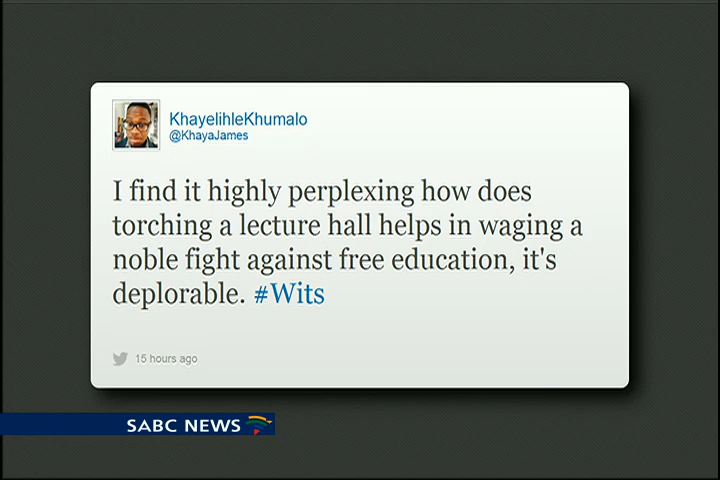 KhayelihleKhumalo
@KhayaJames
I find it highly perplexing how does
torching a lecture hall helps in waging a
noble fight against free education, it's
deplorable. #Wits
15 hours ago
SABC NEWS